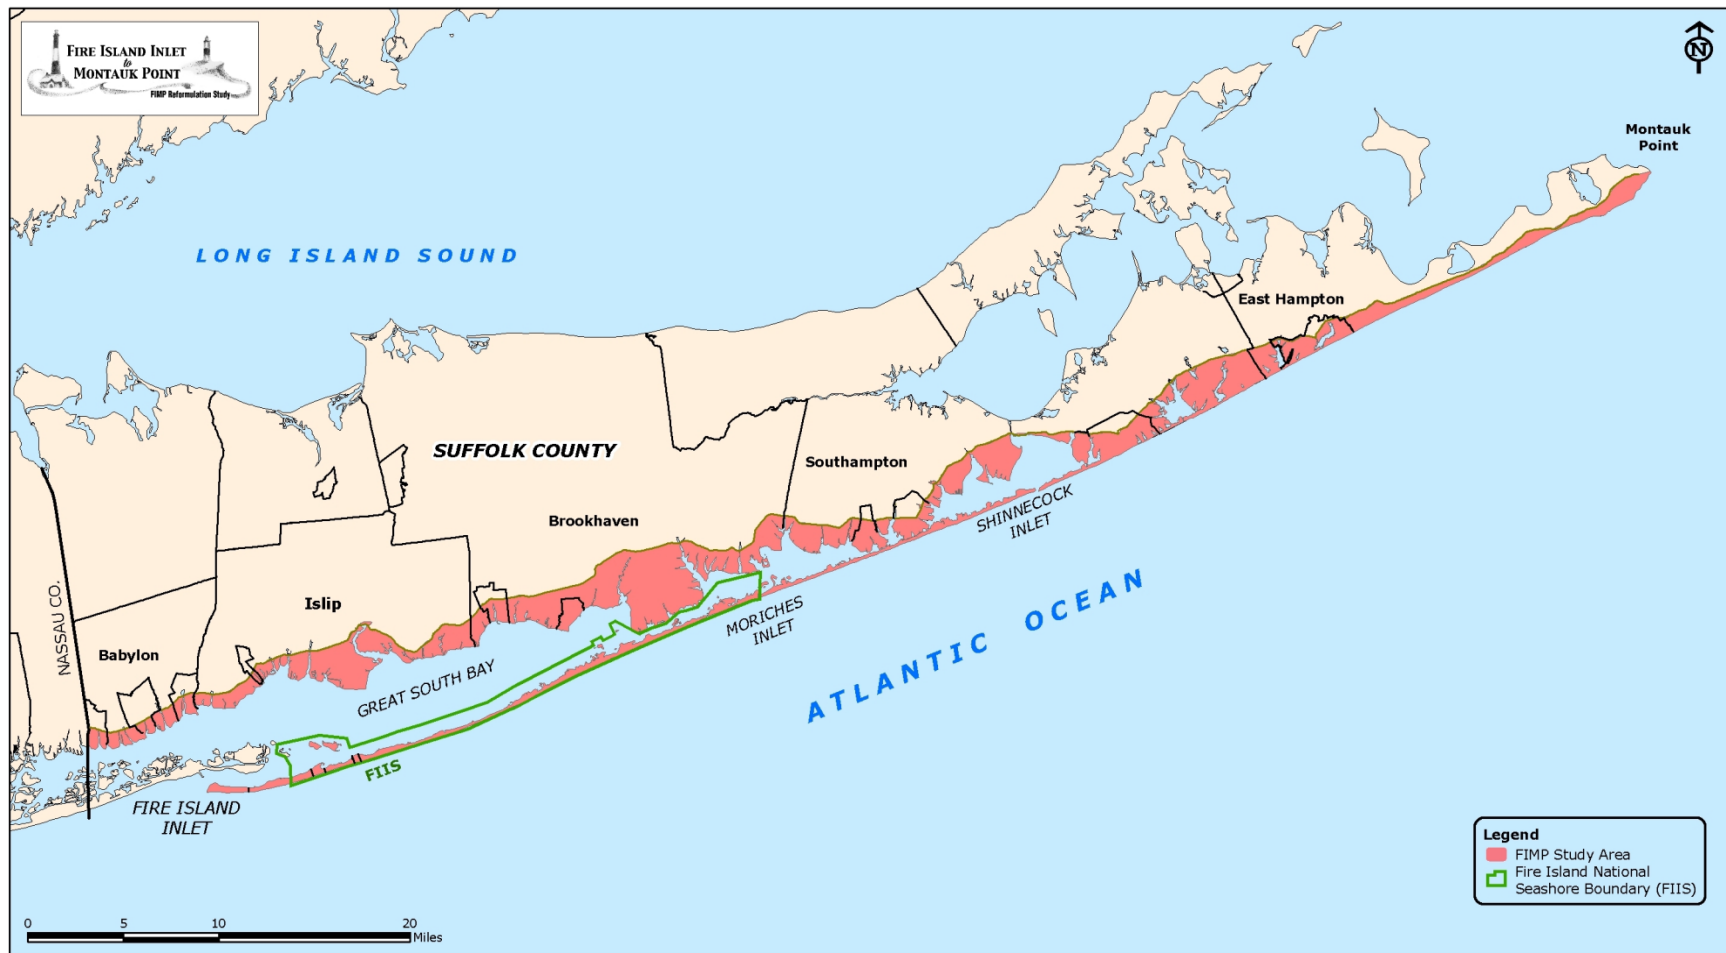 FIRE ISLAND INLET
to
MONTAUK POINT
FIMP Reformulation Study
N
Montauk
Point
LONG ISLAND SOUND
East Hampton
SUFFOLK COUNTY
Southampton
SHINNECOCK
INLET
Brookhaven
Islip
NASSAU CO.
MORICHES
INLET
ATLANTIC OCEAN
Babylon
GREAT SOUTH BAY
FIIS
FIRE ISLAND
INLET
Legend
FIMP Study Area
Fire Island National
Seashore Boundary (FIIS)
0 5 10 20
Miles